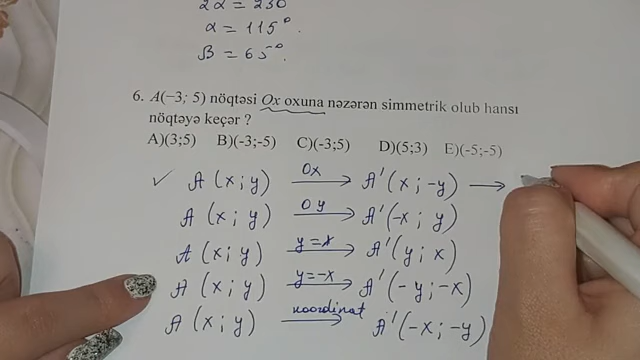 2α = 230°
α = 115°.
β = 65°.
6. A(−3; 5) nöqtəsi Ox oxuna nəzərən simmetrik olub hansı
nöqtəyə keçər ?
A)(3;5) B)(-3;-5) C)(-3;5) D)(5;3) E)(-5;-5)
✓ A (x ; y) Ox → A'(x ; -y) →
A (x ; y) Oy → A'(-x ; y)
A (x ; y) y=x → A'(y ; x)
A (x ; y) y=-x → A'(-y ; -x)
A (x ; y) koordinat → A'(-x ; -y)